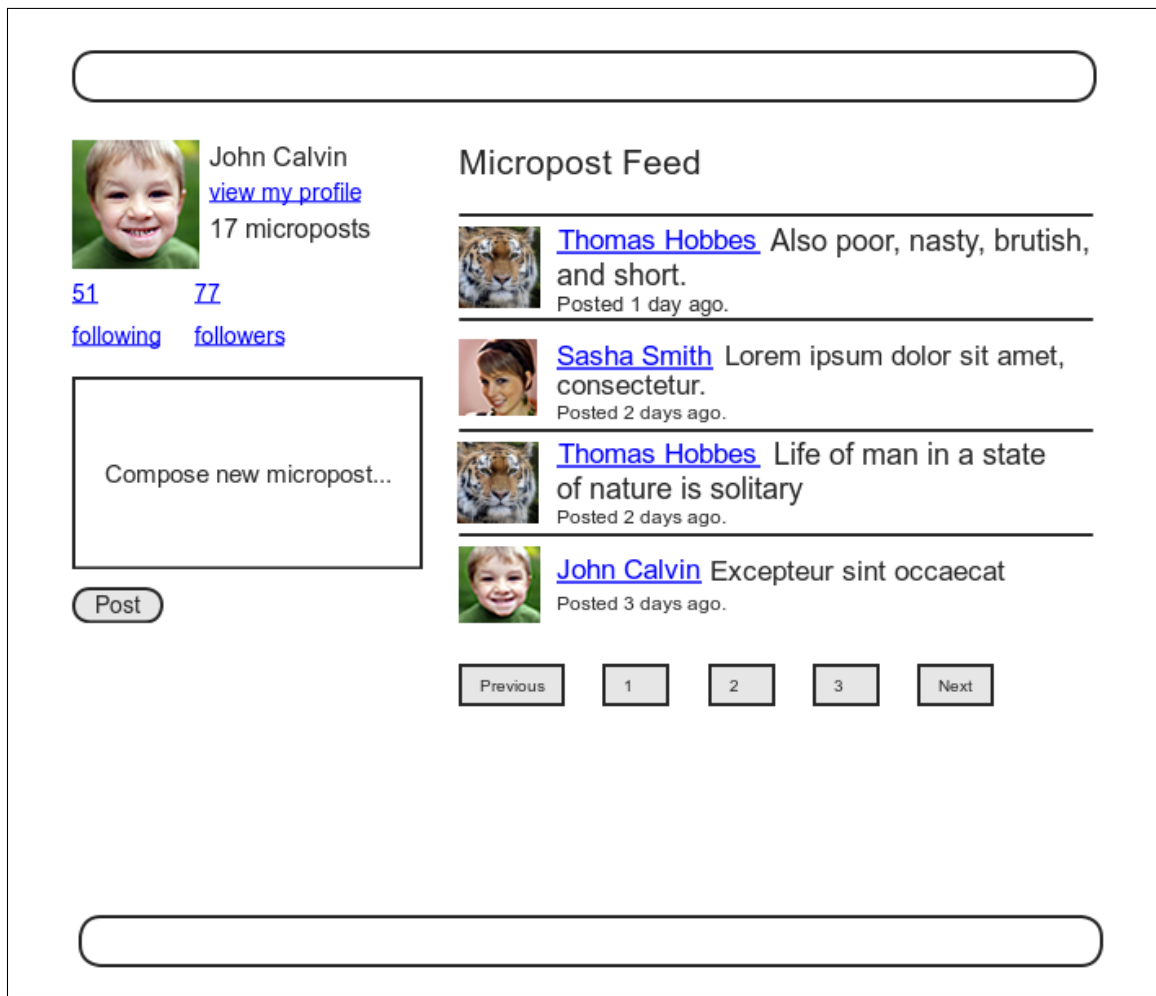 John Calvin
view my profile
17 microposts
51 77
following followers
Compose new micropost...
Post
Micropost Feed
Thomas Hobbes Also poor, nasty, brutish,
and short.
Posted 1 day ago.
Sasha Smith Lorem ipsum dolor sit amet,
consectetur.
Posted 2 days ago.
Thomas Hobbes Life of man in a state
of nature is solitary
Posted 2 days ago.
John Calvin Excepteur sint occaecat
Posted 3 days ago.
Previous 1 2 3 Next